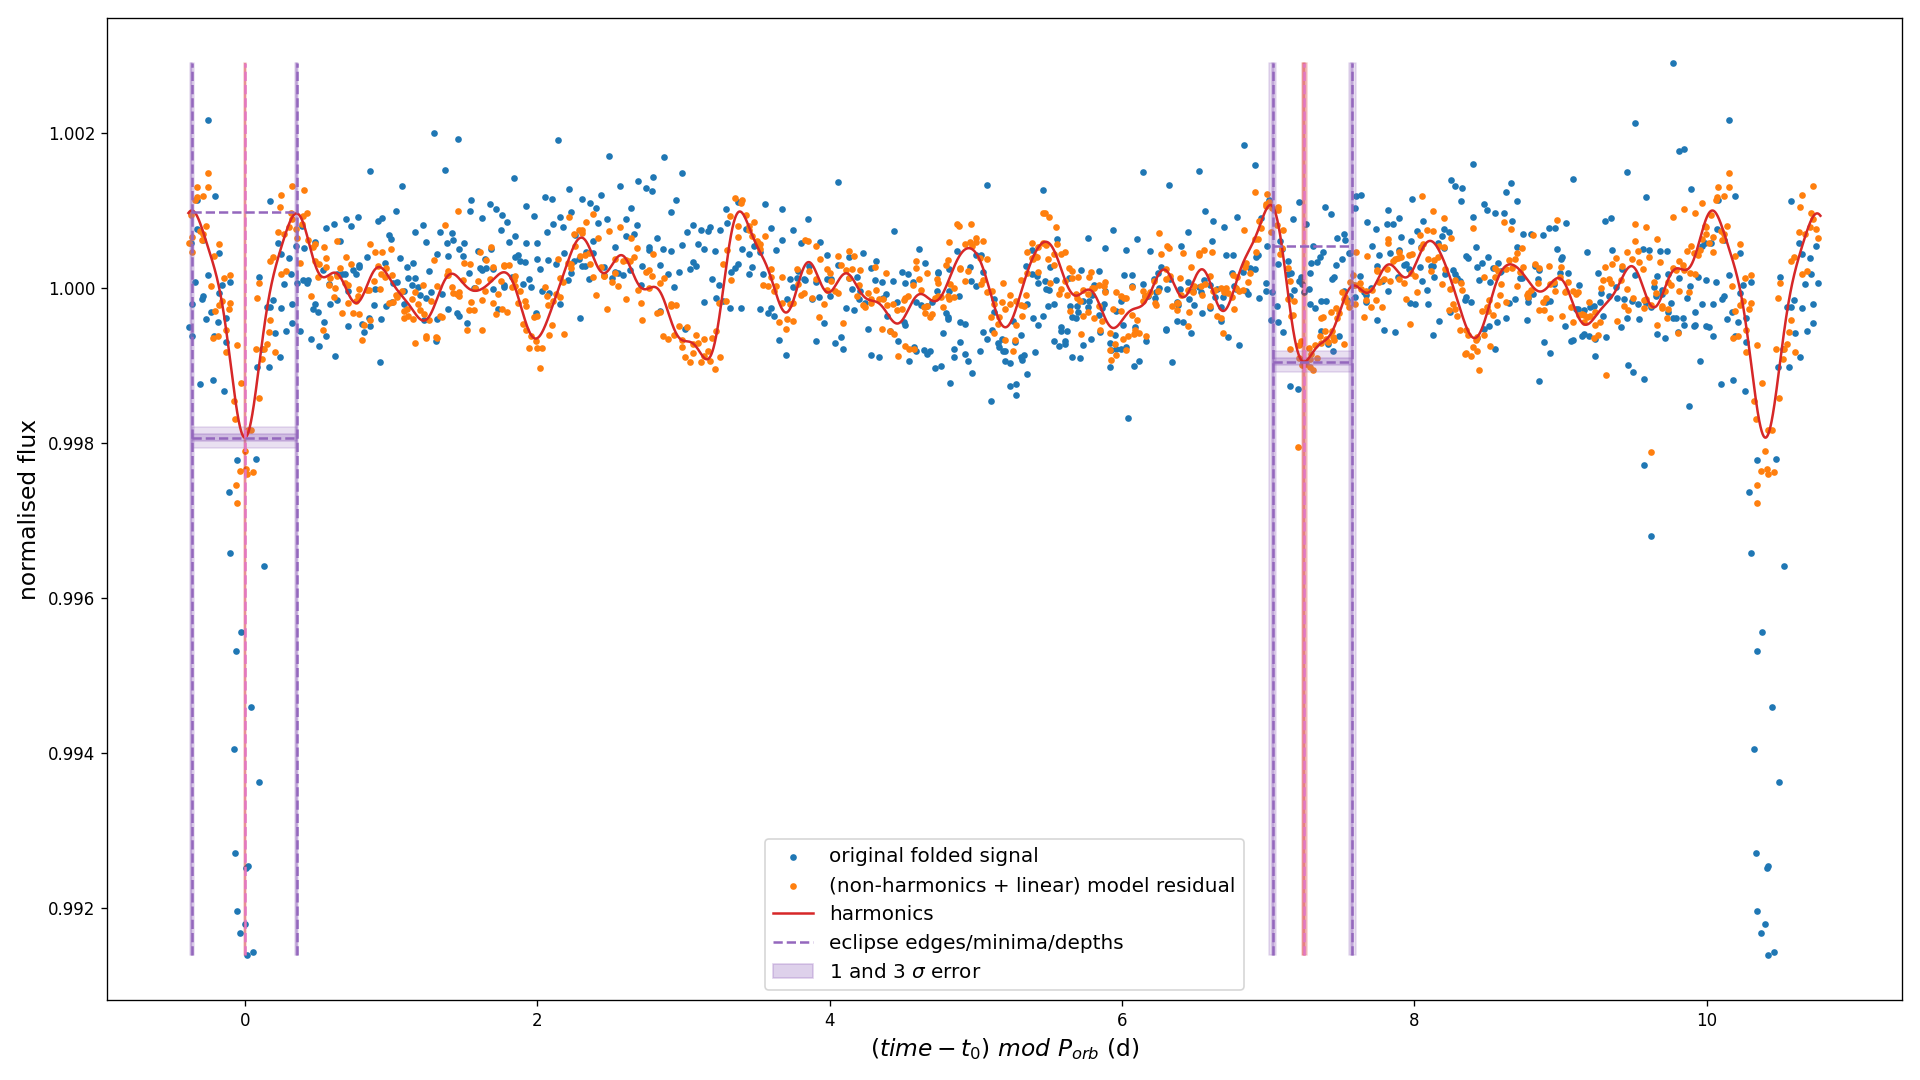 normalised flux
1.002
1.000
0.998
0.996
0.994
0.992
original folded signal
(non-harmonics + linear) model residual
harmonics
eclipse edges/minima/depths
1 and 3 σ error
0 2 4 6 8 10
(time − t₀) mod P_orb (d)